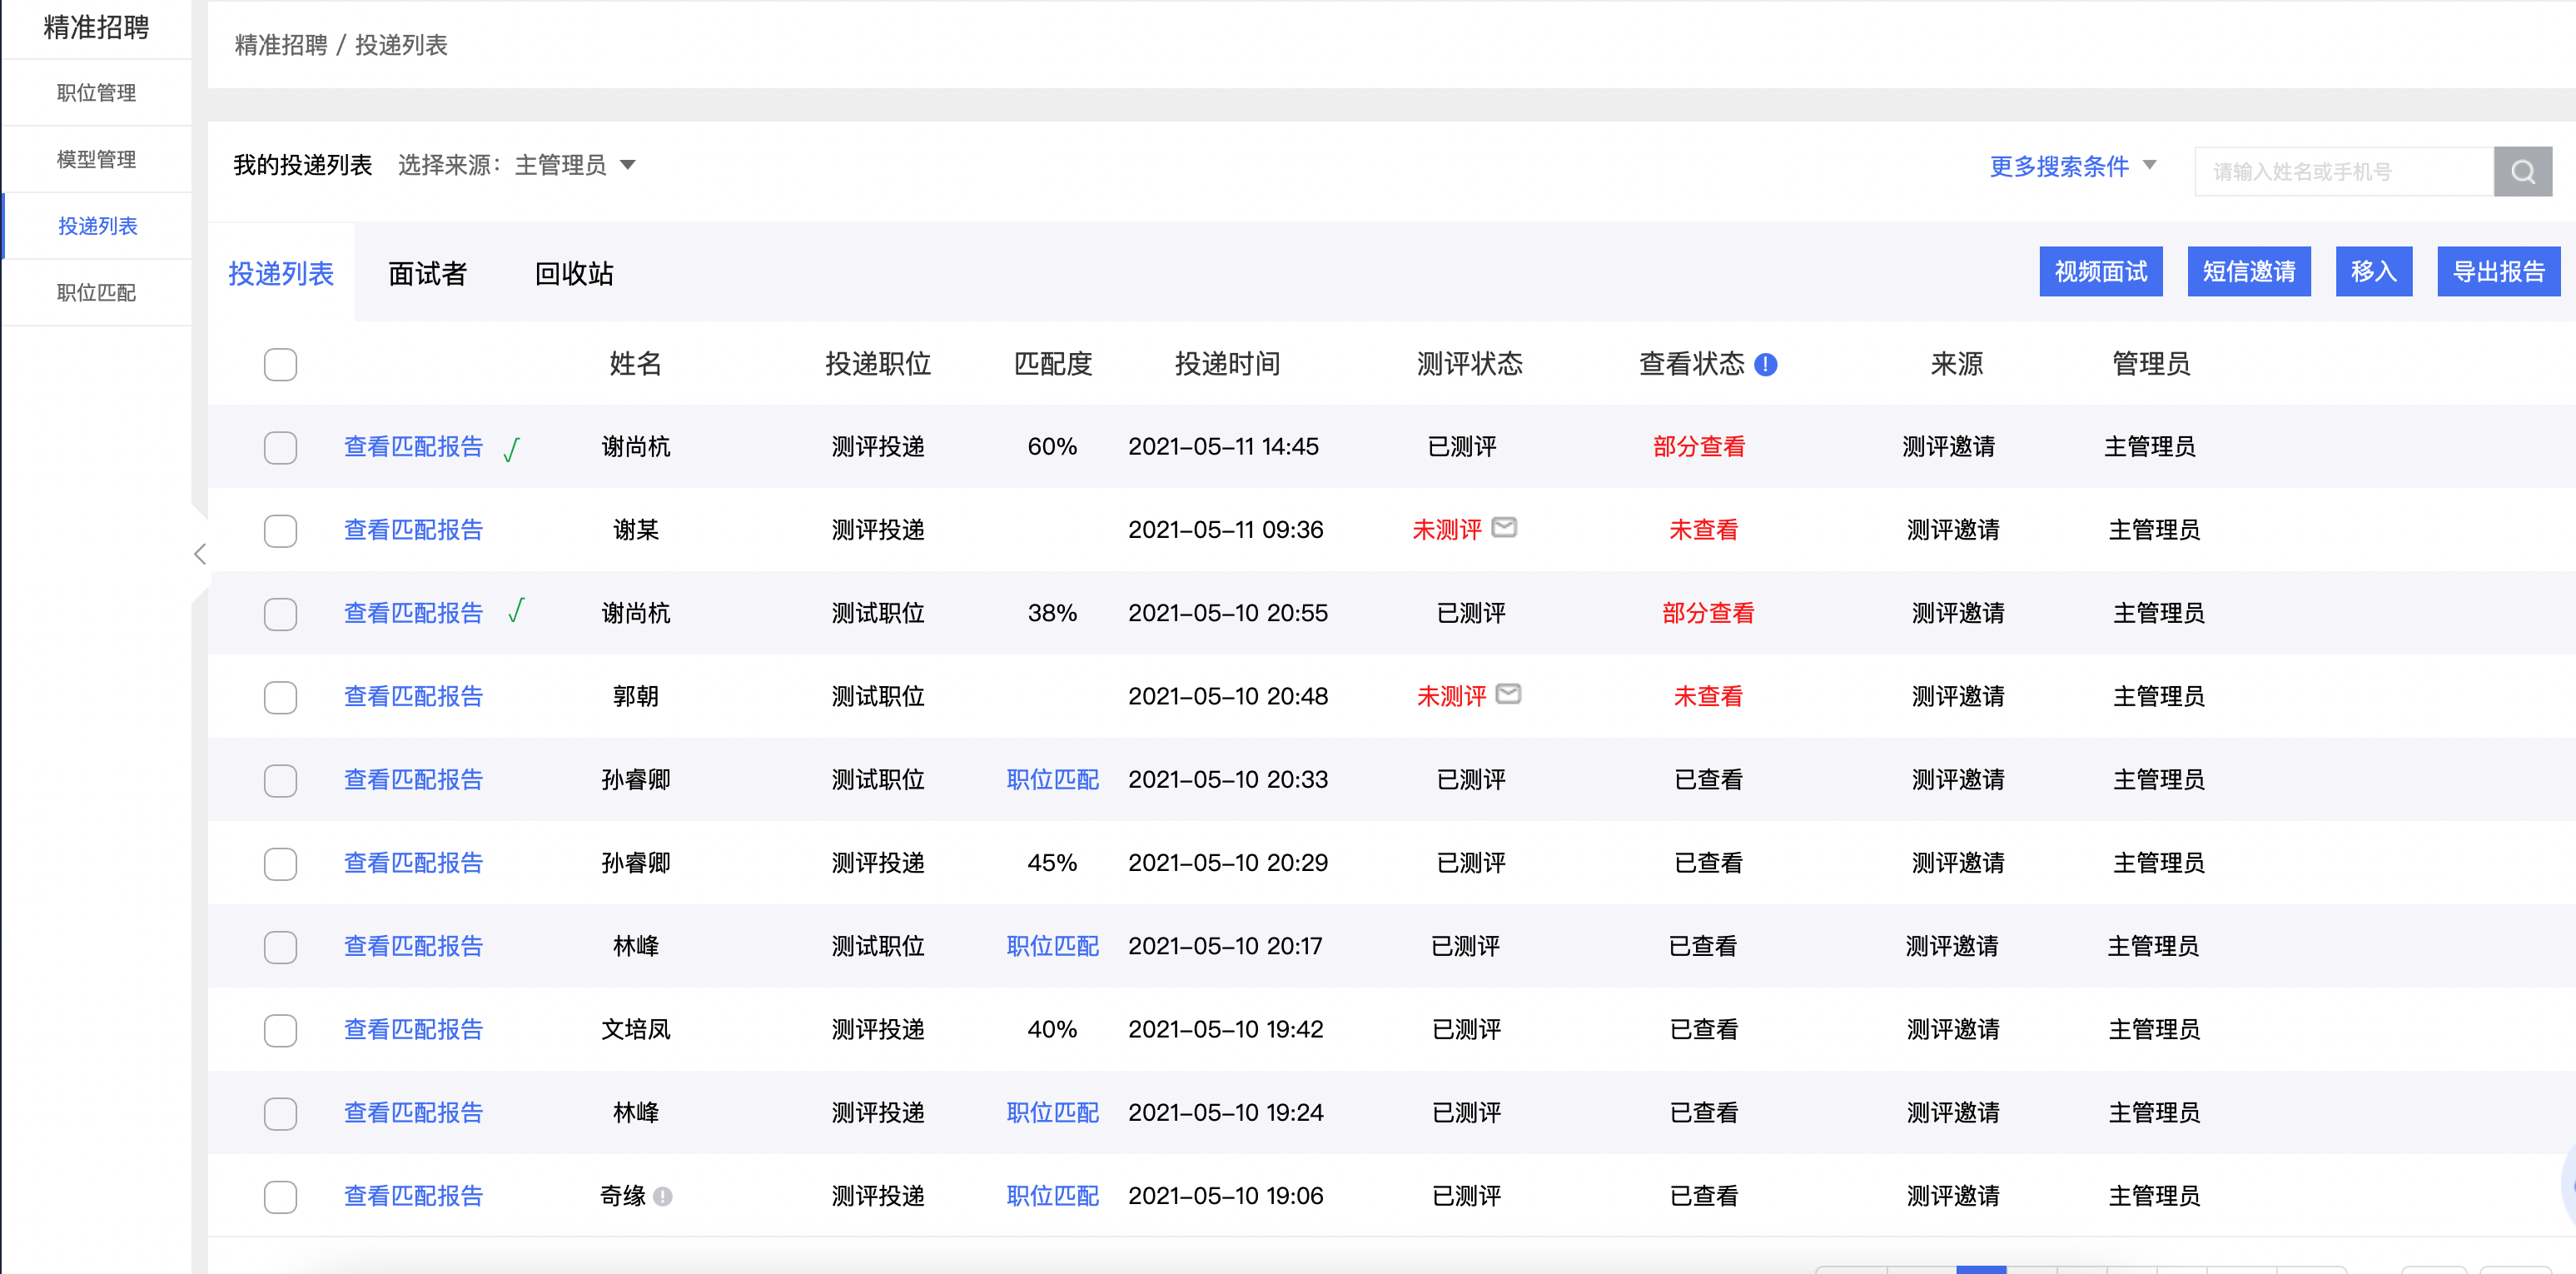 精准招聘
职位管理
模型管理
投递列表
职位匹配
精准招聘 / 投递列表
我的投递列表 选择来源：主管理员
更多搜索条件 请输入姓名或手机号
投递列表 面试者 回收站 视频面试 短信邀请 移入 导出报告
姓名 投递职位 匹配度 投递时间 测评状态 查看状态 来源 管理员
查看匹配报告 √ 谢尚杭 测评投递 60% 2021-05-11 14:45 已测评 部分查看 测评邀请 主管理员
查看匹配报告 谢某 测评投递 2021-05-11 09:36 未测评 未查看 测评邀请 主管理员
查看匹配报告 √ 谢尚杭 测试职位 38% 2021-05-10 20:55 已测评 部分查看 测评邀请 主管理员
查看匹配报告 郭朝 测试职位 2021-05-10 20:48 未测评 未查看 测评邀请 主管理员
查看匹配报告 孙睿卿 测试职位 职位匹配 2021-05-10 20:33 已测评 已查看 测评邀请 主管理员
查看匹配报告 孙睿卿 测评投递 45% 2021-05-10 20:29 已测评 已查看 测评邀请 主管理员
查看匹配报告 林峰 测试职位 职位匹配 2021-05-10 20:17 已测评 已查看 测评邀请 主管理员
查看匹配报告 文培凤 测评投递 40% 2021-05-10 19:42 已测评 已查看 测评邀请 主管理员
查看匹配报告 林峰 测评投递 职位匹配 2021-05-10 19:24 已测评 已查看 测评邀请 主管理员
查看匹配报告 奇缘 测评投递 职位匹配 2021-05-10 19:06 已测评 已查看 测评邀请 主管理员